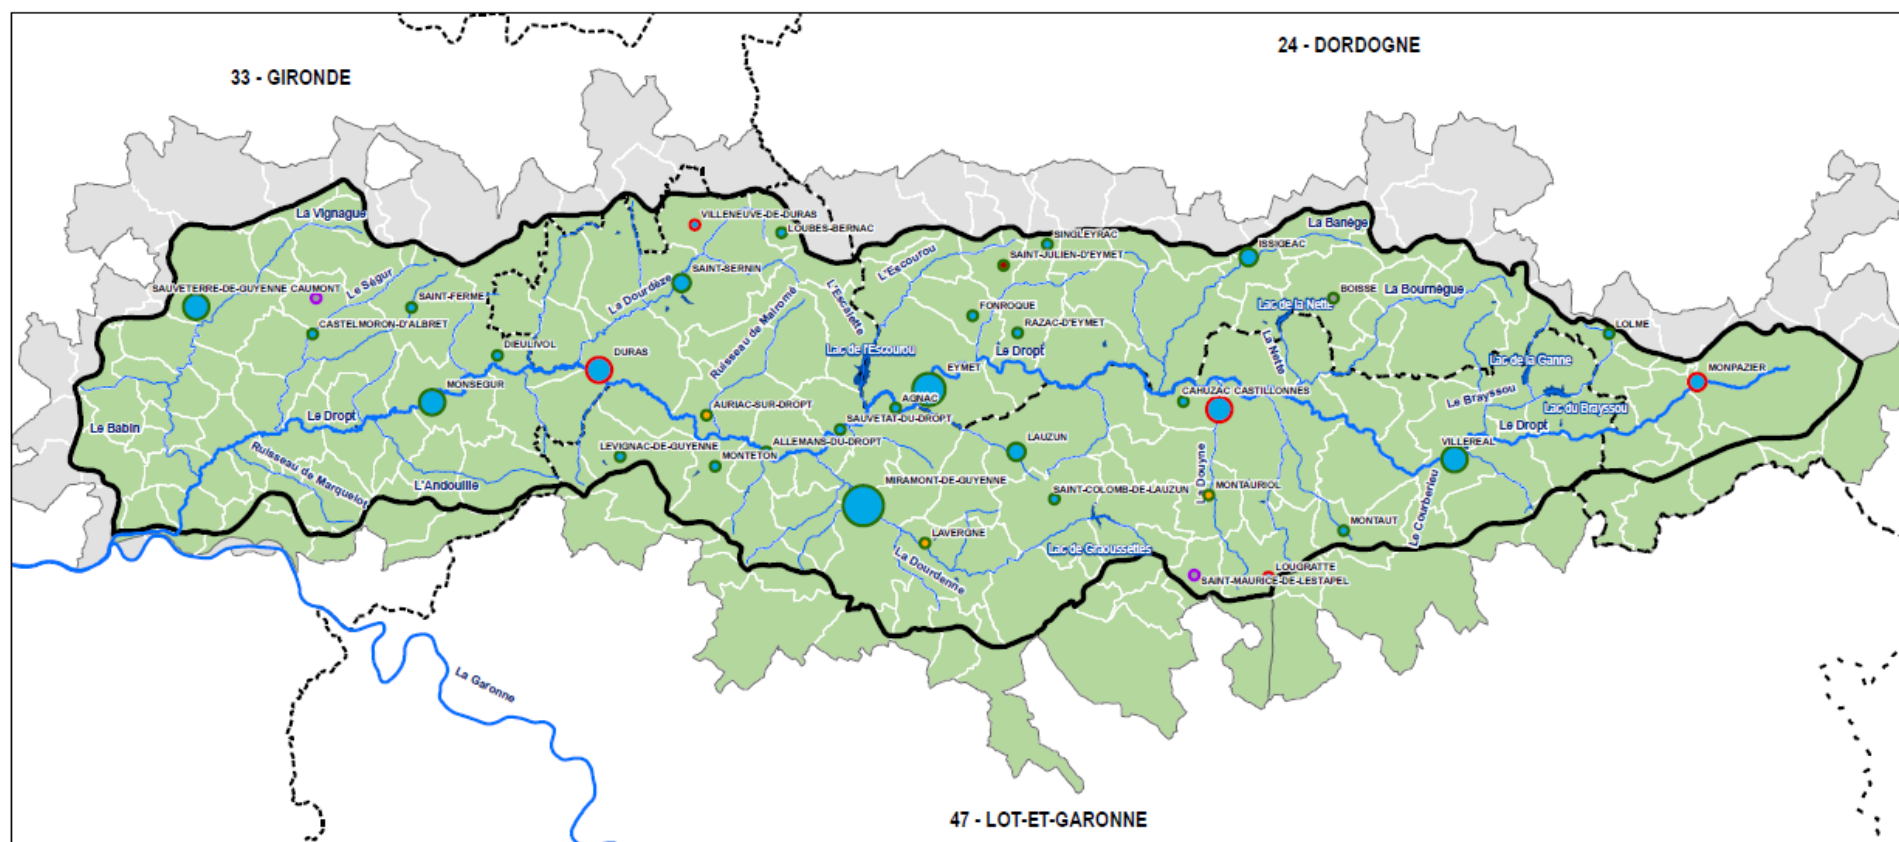 24 - DORDOGNE
33 - GIRONDE
La Vignague
VILLENEUVE-DE-DURAS
LOUBES-BERNAC
La Banège
SINGLEYRAC
ISSIGEAC
SAINT-JULIEN-D'EYMET
L'Escourou
SAINT-SERNIN
Le Ségur
SAUVETERRE-DE-GUYENNE CAUMONT
SAINT-FERME
La Dourdèze
L'Escalette
BOISSE
La Bournègue
Lac de la Nette
FONROQUE
CASTELMORON-D'ALBRET
RAZAC-D'EYMET
LOLME
Ruisseau de Malromé
DIEULIVOL
DURAS
Lac de l'Escourou
Le Dropt
La Nette
Lac de la Ganne
EYMET
MONPAZIER
MONSEGUR
CAHUZAC CASTILLONNES
Le Brayssou
AGNAC
Lac du Brayssou
Le Dropt
AURIAC-SUR-DROPT
SAUVETAT-DU-DROPT
Le Dropt
Le Babin
ALLEMANS-DU-DROPT
LAUZUN
VILLEREAL
LEVIGNAC-DE-GUYENNE
MONTETON
Ruisseau de Marquelot
L'Andouille
MIRAMONT-DE-GUYENNE
La Douyne
MONTAURIOL
SAINT-COLOMB-DE-LAUZUN
Le Courberieu
LAVERGNE
MONTAUT
Lac de Graoussettes
La Dourdenne
LOUGRATTE
SAINT-MAURICE-DE-LESTAPEL
La Garonne
47 - LOT-ET-GARONNE